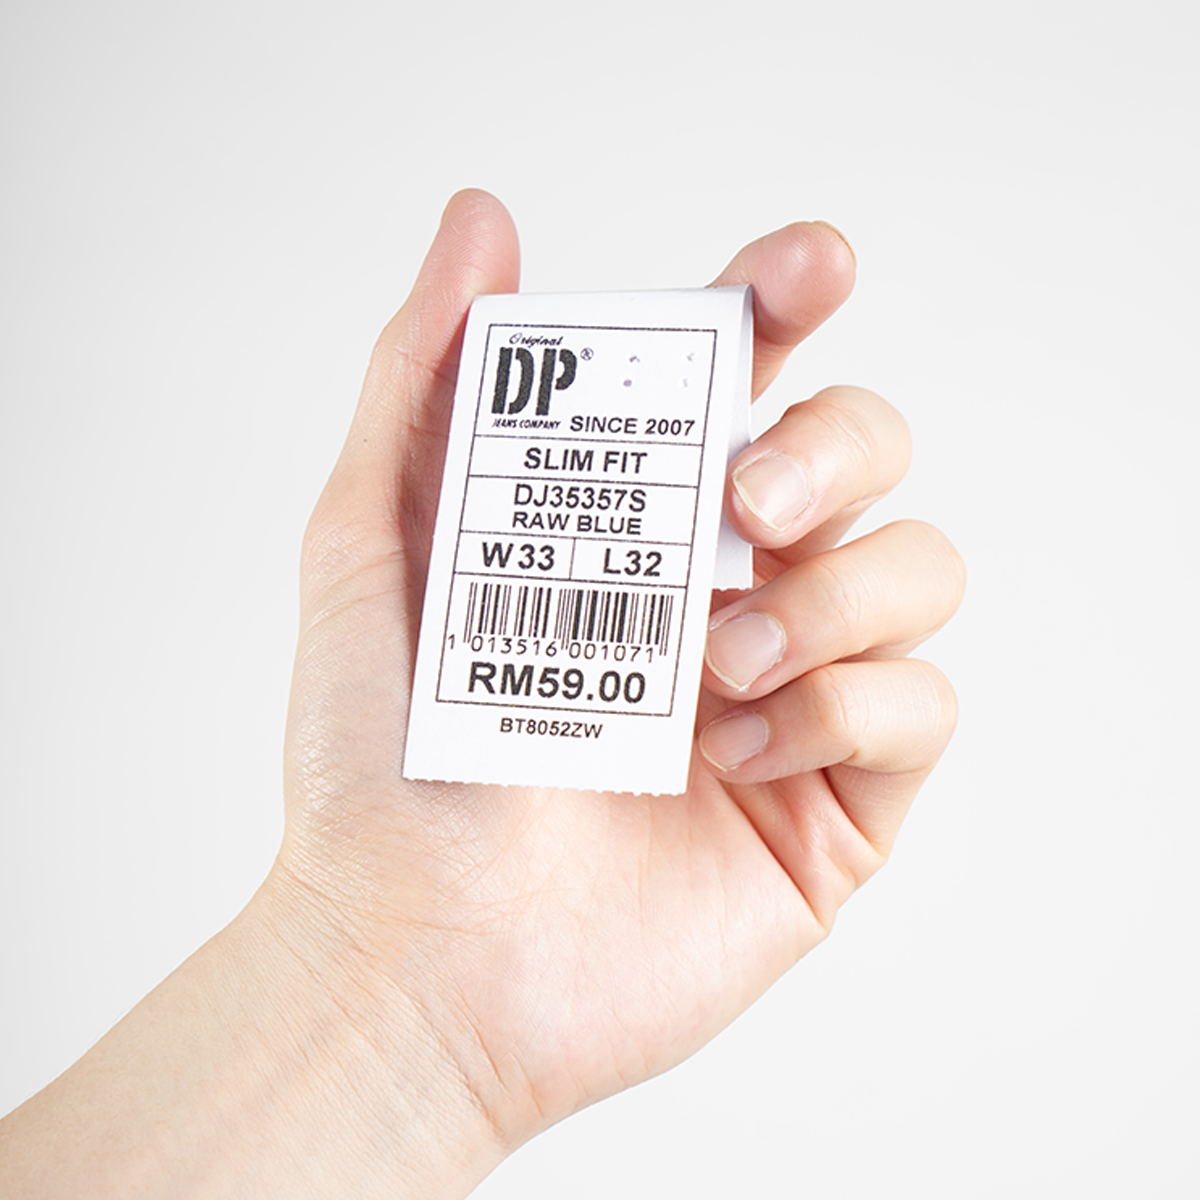 Original
DP®
JEANS COMPANY SINCE 2007
SLIM FIT
DJ35357S
RAW BLUE
W33 L32
1 013516 001071
RM59.00
BT8052ZW